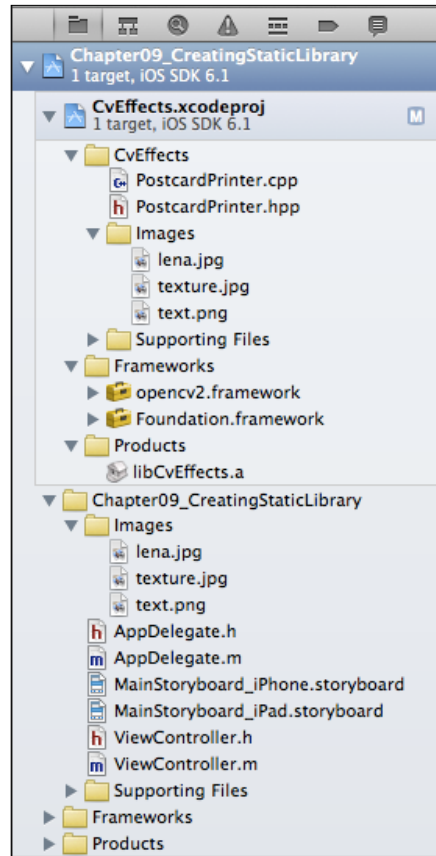 Chapter09_CreatingStaticLibrary
1 target, iOS SDK 6.1
CvEffects.xcodeproj
1 target, iOS SDK 6.1
M
CvEffects
PostcardPrinter.cpp
PostcardPrinter.hpp
Images
lena.jpg
texture.jpg
text.png
Supporting Files
Frameworks
opencv2.framework
Foundation.framework
Products
libCvEffects.a
Chapter09_CreatingStaticLibrary
Images
lena.jpg
texture.jpg
text.png
AppDelegate.h
AppDelegate.m
MainStoryboard_iPhone.storyboard
MainStoryboard_iPad.storyboard
ViewController.h
ViewController.m
Supporting Files
Frameworks
Products